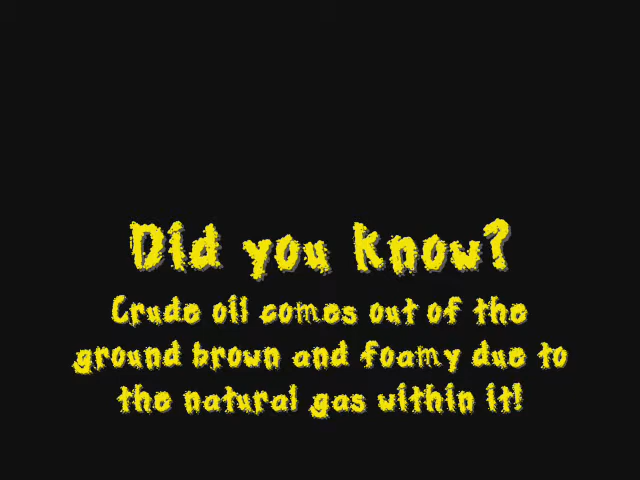 Did you know?
Crude oil comes out of the
ground brown and foamy due to
the natural gas within it!